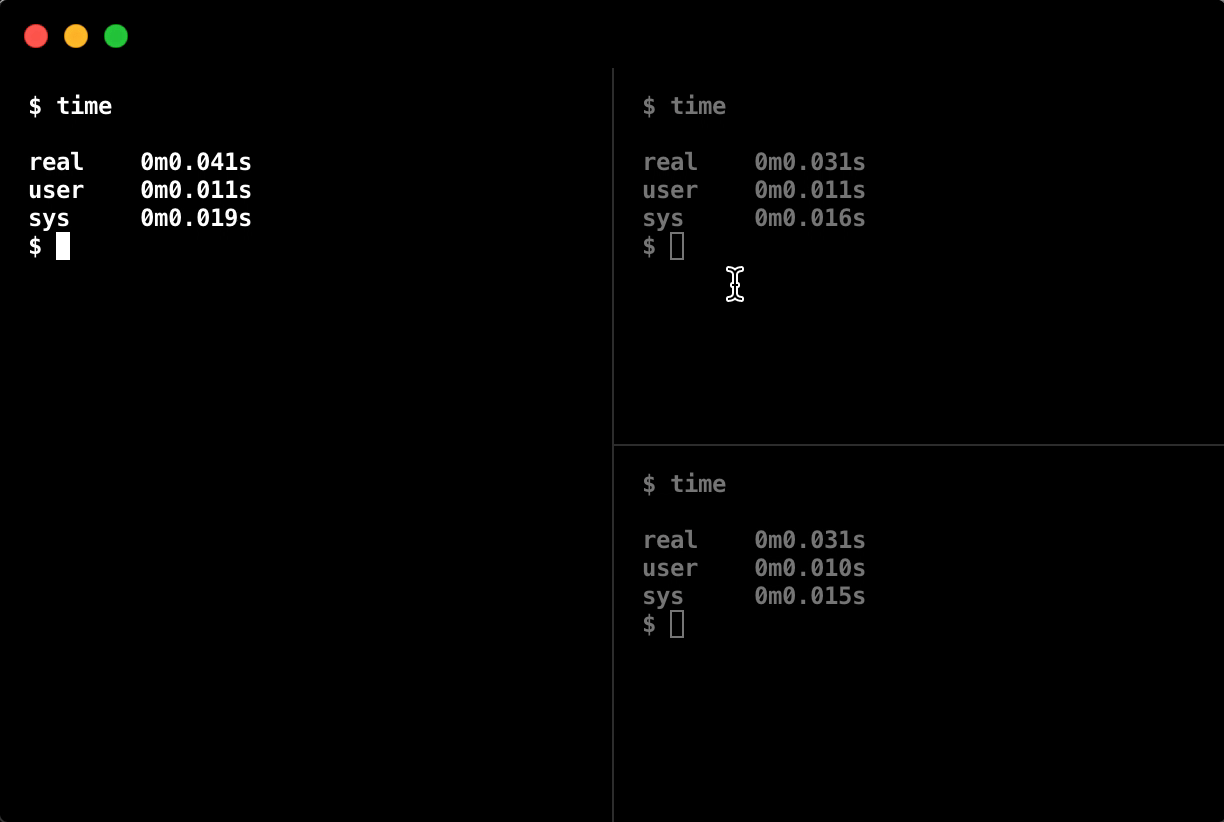 $ time
real    0m0.041s
user    0m0.011s
sys     0m0.019s
$
$ time
real    0m0.031s
user    0m0.011s
sys     0m0.016s
$
$ time
real    0m0.031s
user    0m0.010s
sys     0m0.015s
$